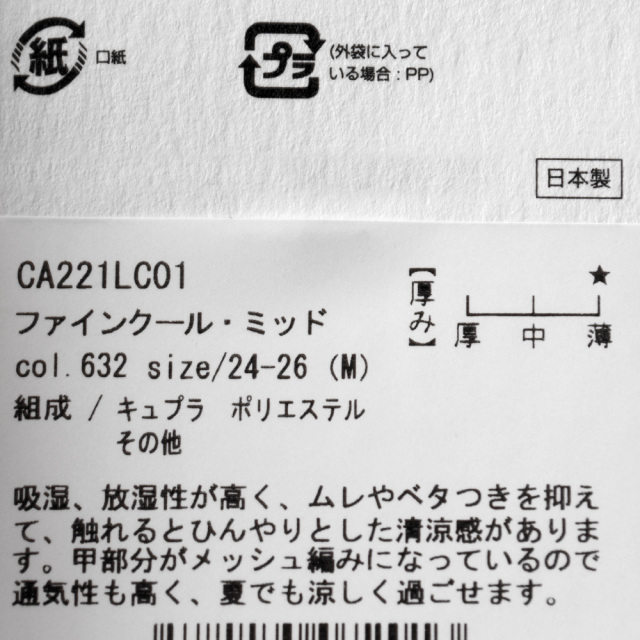 紙 口紙
プラ (外袋に入って
いる場合：PP)
日本製
CA221LC01
ファインクール・ミッド
col.632 size/24-26 (M)
組成 / キュプラ ポリエステル
その他
【厚み】
★
厚 中 薄
吸湿、放湿性が高く、ムレやベタつきを抑え
て、触れるとひんやりとした清涼感がありま
す。甲部分がメッシュ編みになっているので
通気性も高く、夏でも涼しく過ごせます。